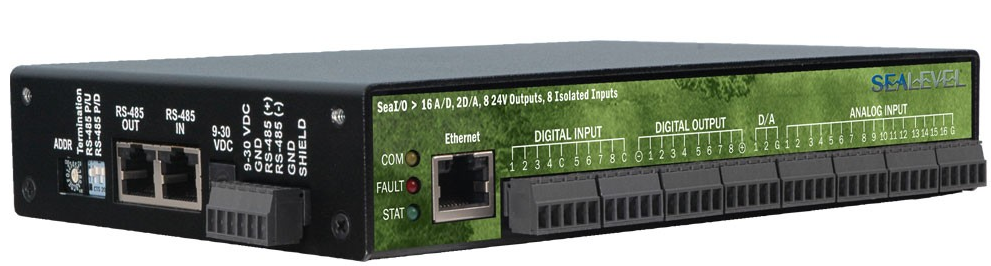 SEALEVEL
SeaI/O > 16 A/D, 2D/A, 8 24V Outputs, 8 Isolated Inputs
ADDR
Termination
RS-485 P/U
RS-485 P/D
RS-485 OUT
RS-485 IN
9-30 VDC
9-30 VDC
GND
RS-485 (+)
RS-485 (-)
GND
SHIELD
COM
FAULT
STAT
Ethernet
DIGITAL INPUT
1 2 3 4 C 5 6 7 8 C
DIGITAL OUTPUT
- 1 2 3 4 5 6 7 8 +
D/A
1 2 G
ANALOG INPUT
1 2 3 4 5 6 7 8 9 10 11 12 13 14 15 16 G